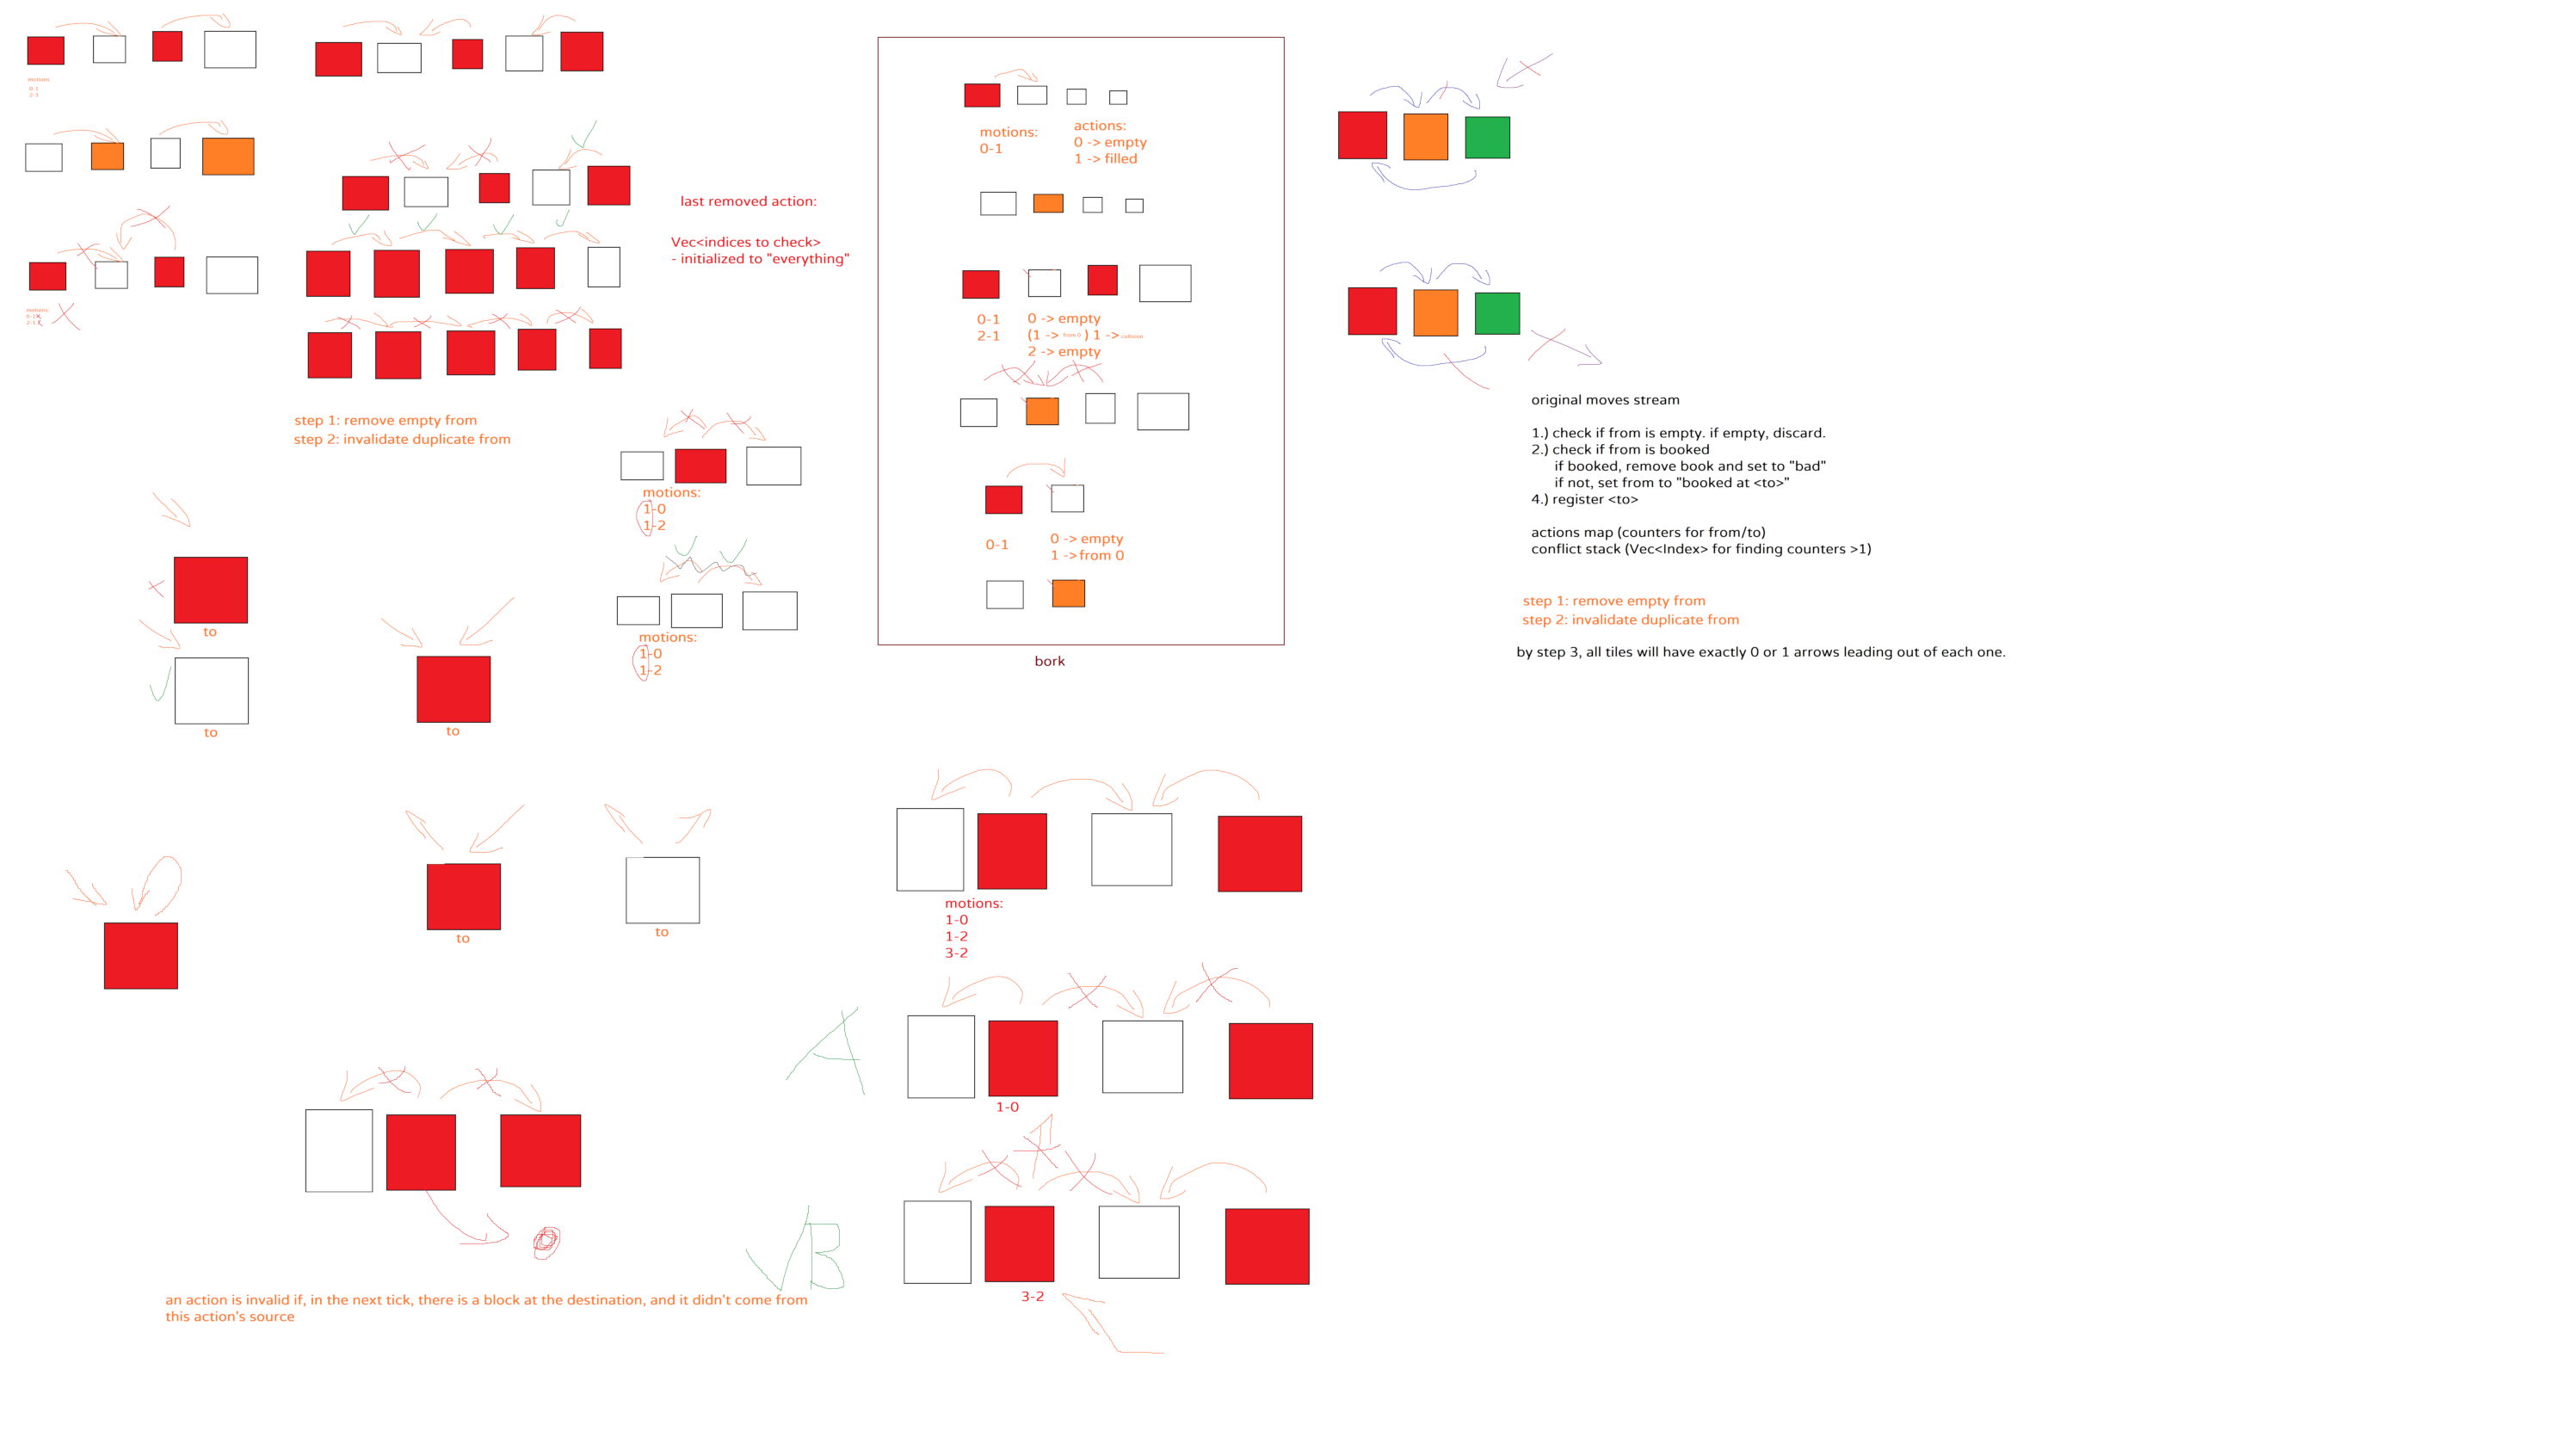 motions
0-1
2-3
motions
0-1
2-1
last removed action:
Vec<indices to check>
- initialized to "everything"
step 1: remove empty from
step 2: invalidate duplicate from
motions:
1-0
1-2
motions:
1-0
1-2
to
to
to
to
to
an action is invalid if, in the next tick, there is a block at the destination, and it didn't come from
this action's source
motions:
0-1
actions:
0 -> empty
1 -> filled
0-1
2-1
0 -> empty
(1 -> from 0 ) 1 -> collision
2 -> empty
0-1
0 -> empty
1 ->from 0
bork
motions:
1-0
1-2
3-2
A
1-0
B
3-2
original moves stream
1.) check if from is empty. if empty, discard.
2.) check if from is booked
if booked, remove book and set to "bad"
if not, set from to "booked at <to>"
4.) register <to>
actions map (counters for from/to)
conflict stack (Vec<Index> for finding counters >1)
step 1: remove empty from
step 2: invalidate duplicate from
by step 3, all tiles will have exactly 0 or 1 arrows leading out of each one.